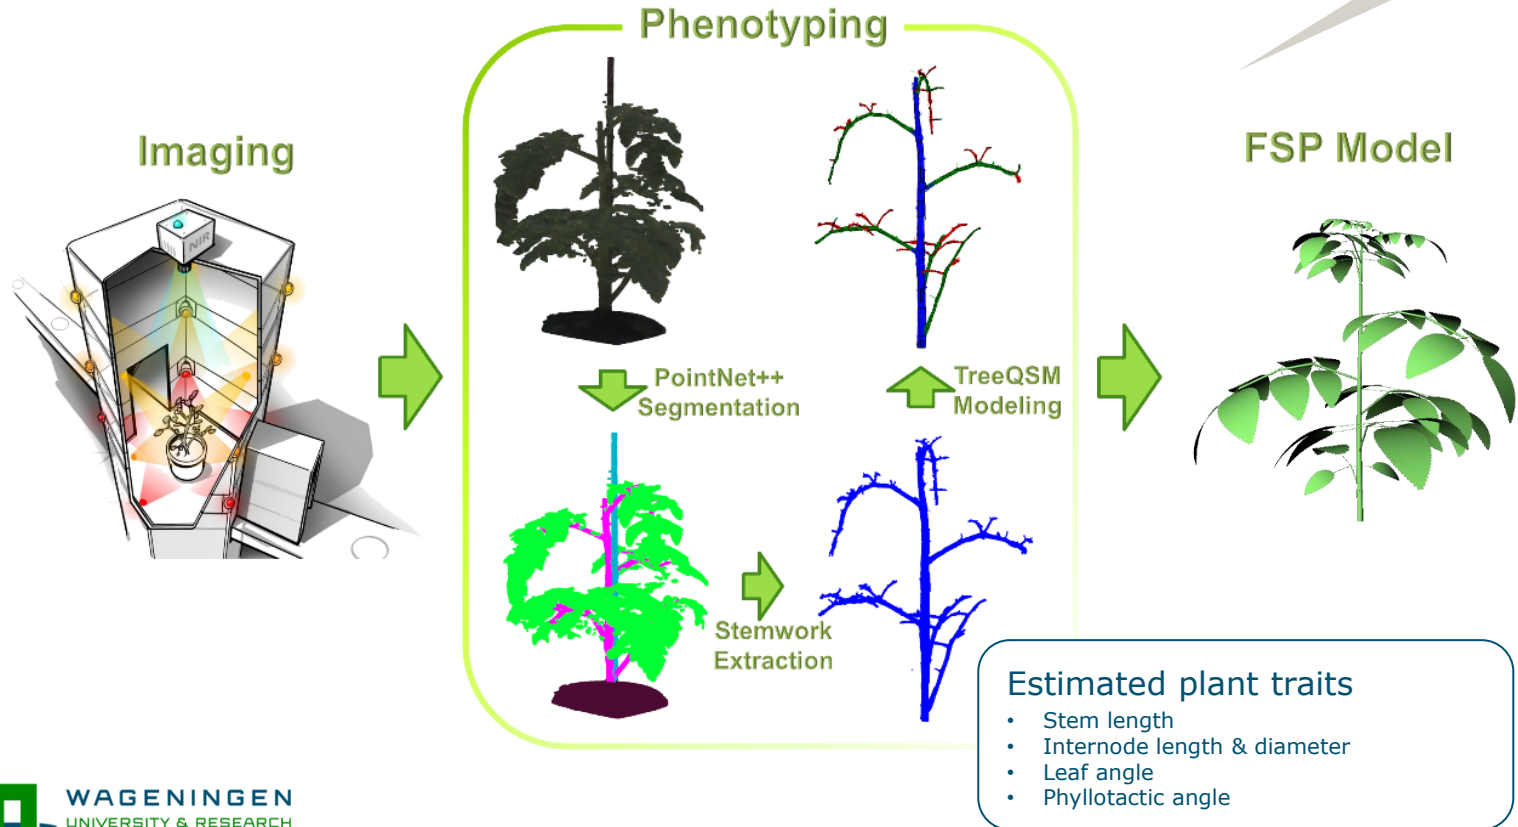 Phenotyping
Imaging
NIR
FSP Model
PointNet++
Segmentation
TreeQSM
Modeling
Stemwork
Extraction
Estimated plant traits
• Stem length
• Internode length & diameter
• Leaf angle
• Phyllotactic angle
WAGENINGEN
UNIVERSITY & RESEARCH